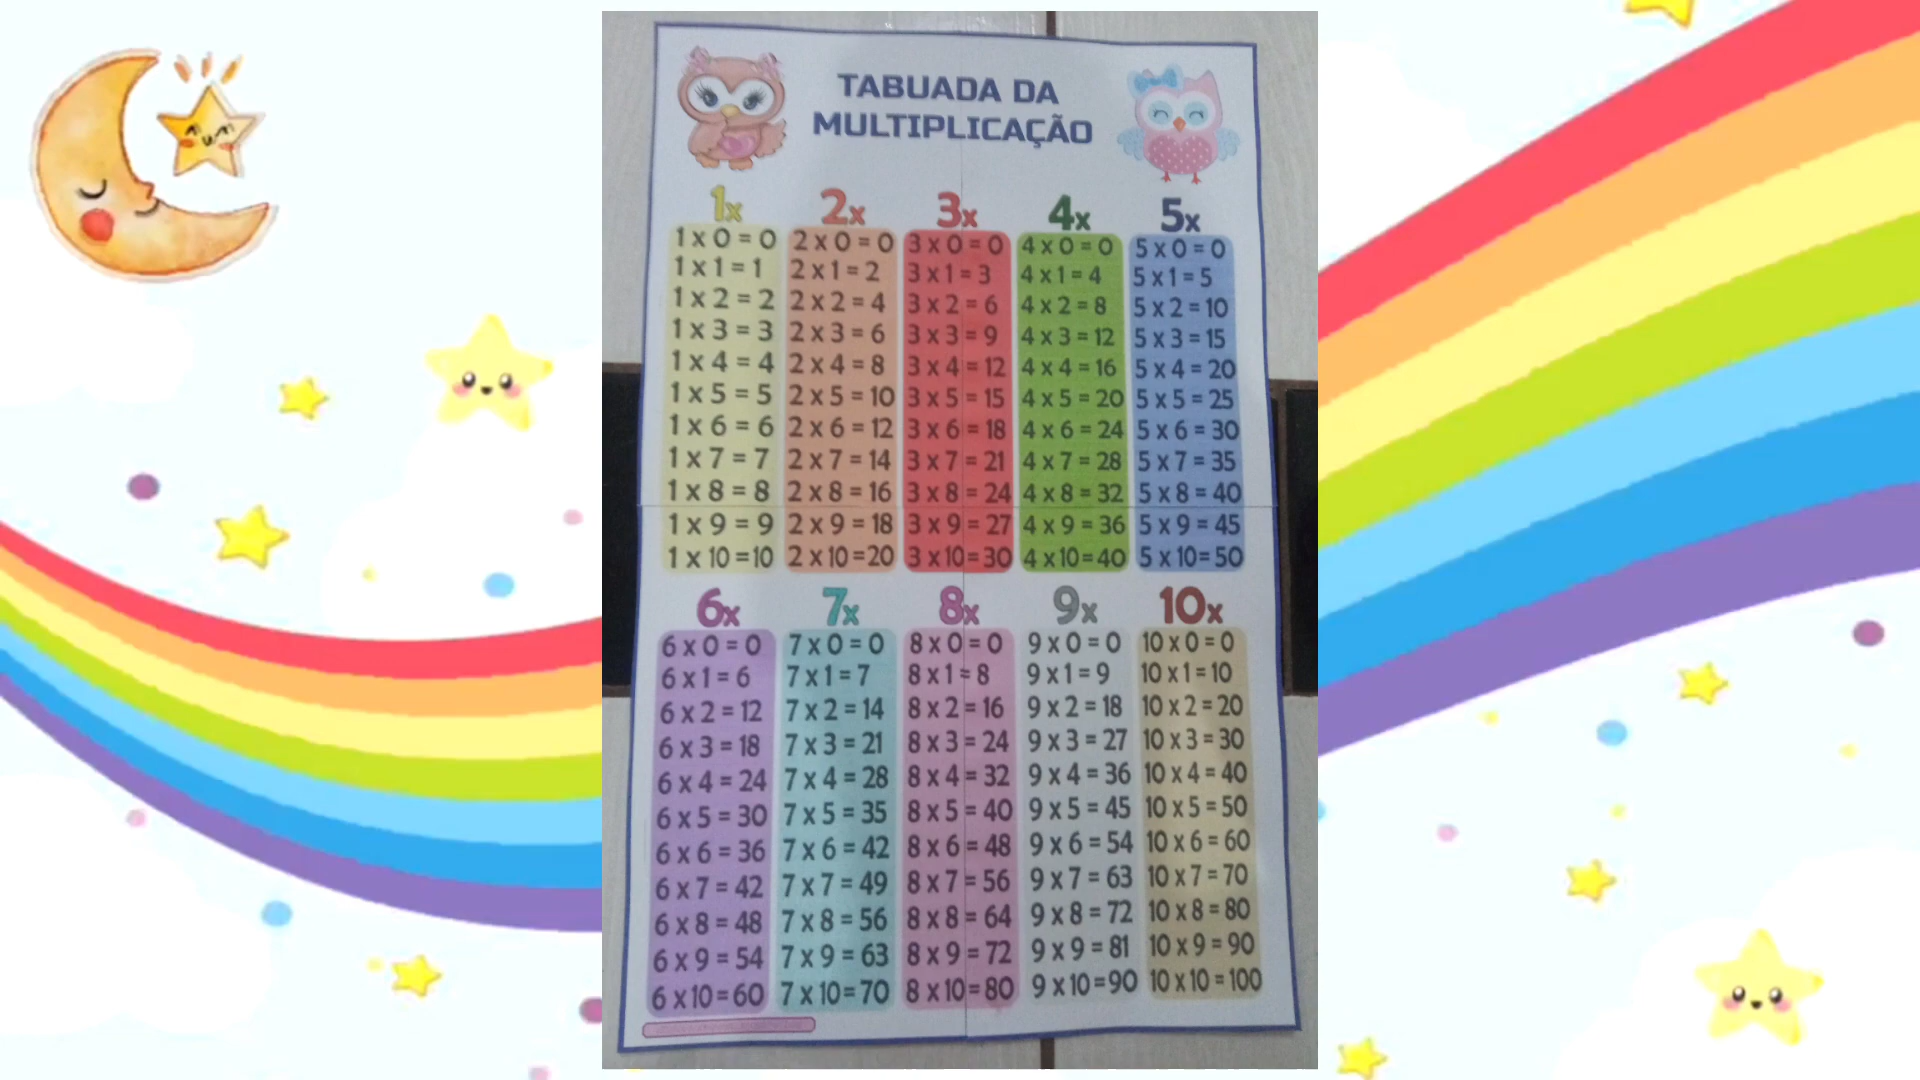 TABUADA DA
MULTIPLICAÇÃO
1x
1 x 0 = 0
1 x 1 = 1
1 x 2 = 2
1 x 3 = 3
1 x 4 = 4
1 x 5 = 5
1 x 6 = 6
1 x 7 = 7
1 x 8 = 8
1 x 9 = 9
1 x 10 = 10
2x
2 x 0 = 0
2 x 1 = 2
2 x 2 = 4
2 x 3 = 6
2 x 4 = 8
2 x 5 = 10
2 x 6 = 12
2 x 7 = 14
2 x 8 = 16
2 x 9 = 18
2 x 10 = 20
3x
3 x 0 = 0
3 x 1 = 3
3 x 2 = 6
3 x 3 = 9
3 x 4 = 12
3 x 5 = 15
3 x 6 = 18
3 x 7 = 21
3 x 8 = 24
3 x 9 = 27
3 x 10 = 30
4x
4 x 0 = 0
4 x 1 = 4
4 x 2 = 8
4 x 3 = 12
4 x 4 = 16
4 x 5 = 20
4 x 6 = 24
4 x 7 = 28
4 x 8 = 32
4 x 9 = 36
4 x 10 = 40
5x
5 x 0 = 0
5 x 1 = 5
5 x 2 = 10
5 x 3 = 15
5 x 4 = 20
5 x 5 = 25
5 x 6 = 30
5 x 7 = 35
5 x 8 = 40
5 x 9 = 45
5 x 10 = 50
6x
6 x 0 = 0
6 x 1 = 6
6 x 2 = 12
6 x 3 = 18
6 x 4 = 24
6 x 5 = 30
6 x 6 = 36
6 x 7 = 42
6 x 8 = 48
6 x 9 = 54
6 x 10 = 60
7x
7 x 0 = 0
7 x 1 = 7
7 x 2 = 14
7 x 3 = 21
7 x 4 = 28
7 x 5 = 35
7 x 6 = 42
7 x 7 = 49
7 x 8 = 56
7 x 9 = 63
7 x 10 = 70
8x
8 x 0 = 0
8 x 1 = 8
8 x 2 = 16
8 x 3 = 24
8 x 4 = 32
8 x 5 = 40
8 x 6 = 48
8 x 7 = 56
8 x 8 = 64
8 x 9 = 72
8 x 10 = 80
9x
9 x 0 = 0
9 x 1 = 9
9 x 2 = 18
9 x 3 = 27
9 x 4 = 36
9 x 5 = 45
9 x 6 = 54
9 x 7 = 63
9 x 8 = 72
9 x 9 = 81
9 x 10 = 90
10x
10 x 0 = 0
10 x 1 = 10
10 x 2 = 20
10 x 3 = 30
10 x 4 = 40
10 x 5 = 50
10 x 6 = 60
10 x 7 = 70
10 x 8 = 80
10 x 9 = 90
10 x 10 = 100